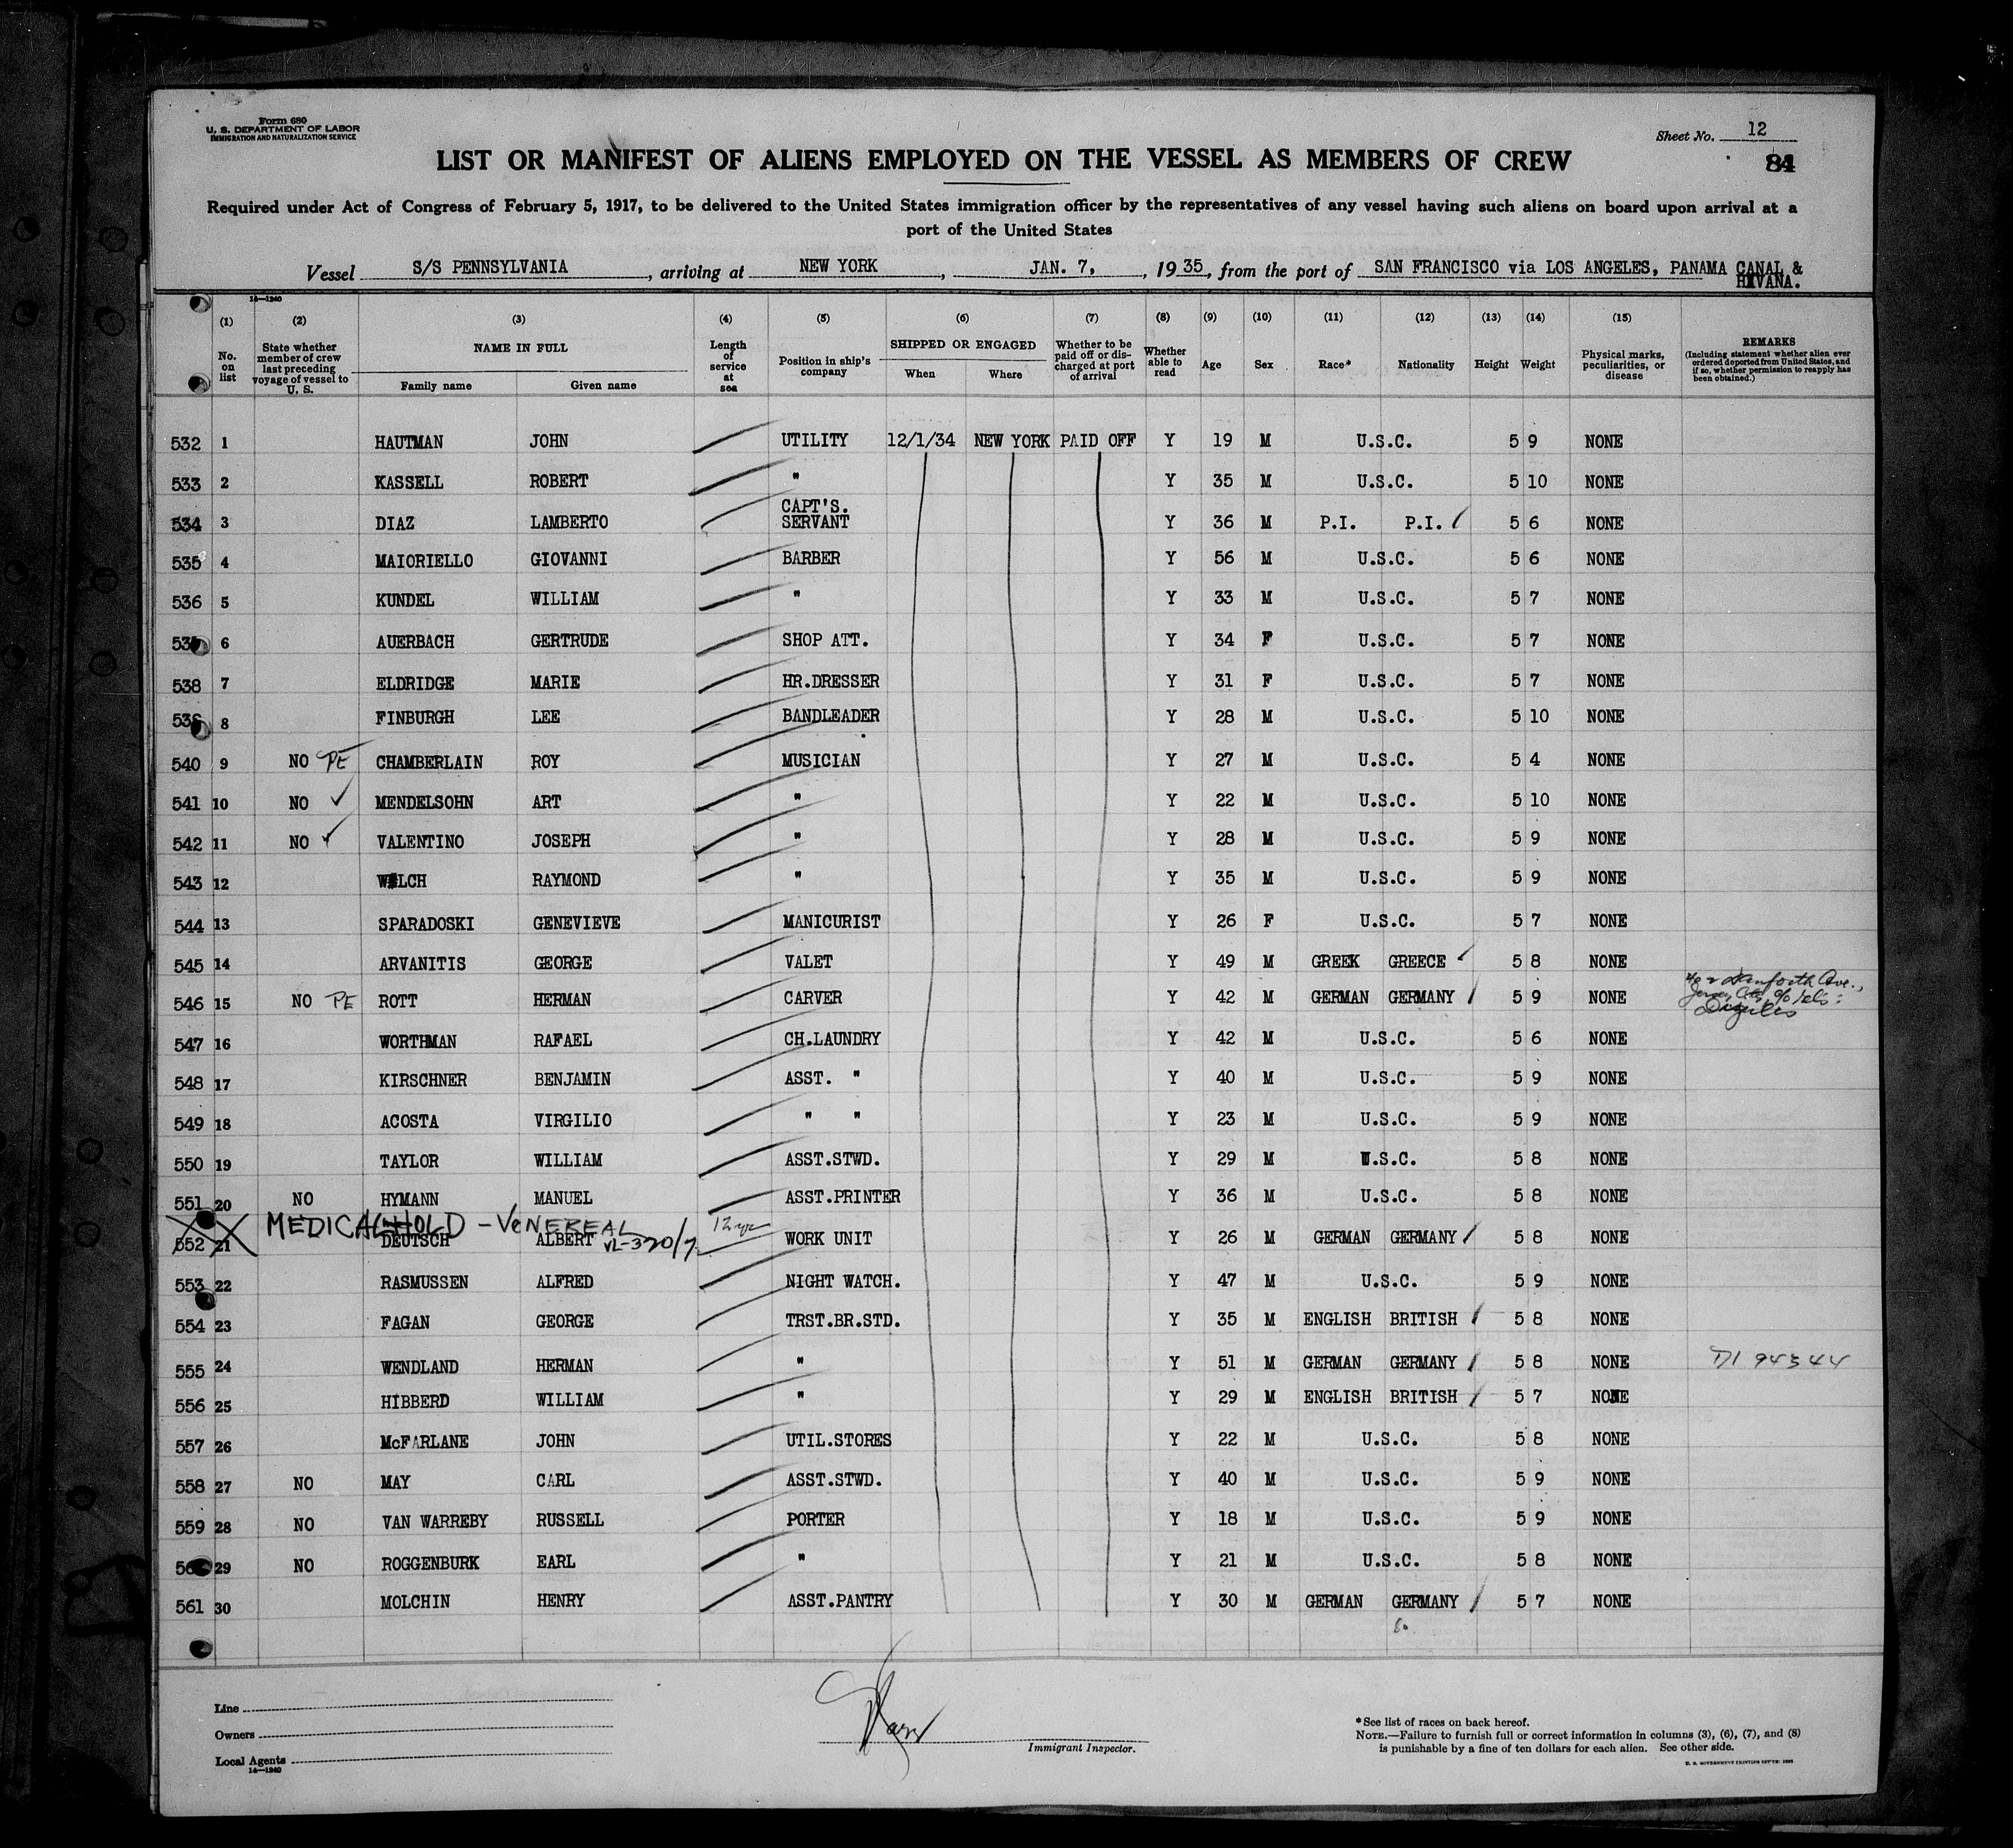 Form 680
U. S. DEPARTMENT OF LABOR
IMMIGRATION AND NATURALIZATION SERVICE
Sheet No. 12
84
LIST OR MANIFEST OF ALIENS EMPLOYED ON THE VESSEL AS MEMBERS OF CREW
Required under Act of Congress of February 5, 1917, to be delivered to the United States immigration officer by the representatives of any vessel having such aliens on board upon arrival at a
port of the United States
Vessel S/S PENNSYLVANIA, arriving at NEW YORK, JAN. 7, 1935, from the port of SAN FRANCISCO via LOS ANGELES, PANAMA CANAL &
HAVANA.
14—1240
(1) (2) (3) (4) (5) (6) (7) (8) (9) (10) (11) (12) (13) (14) (15)
No. on list
State whether member of crew last preceding voyage of vessel to U. S.
NAME IN FULL
Family name Given name
Length of service at sea
Position in ship's company
SHIPPED OR ENGAGED
When Where
Whether to be paid off or discharged at port of arrival
Whether able to read
Age Sex Race* Nationality Height Weight
Physical marks, peculiarities, or disease
REMARKS
(Including statement whether alien ever ordered deported from United States, and if so, whether permission to reapply has been obtained.)
532 1 HAUTMAN JOHN UTILITY 12/1/34 NEW YORK PAID OFF Y 19 M U.S.C. 5 9 NONE
533 2 KASSELL ROBERT " Y 35 M U.S.C. 5 10 NONE
534 3 DIAZ LAMBERTO CAPT'S. SERVANT Y 36 M P.I. P.I. 5 6 NONE
535 4 MAIORIELLO GIOVANNI BARBER Y 56 M U.S.C. 5 6 NONE
536 5 KUNDEL WILLIAM " Y 33 M U.S.C. 5 7 NONE
6 AUERBACH GERTRUDE SHOP ATT. Y 34 F U.S.C. 5 7 NONE
538 7 ELDRIDGE MARIE HR.DRESSER Y 31 F U.S.C. 5 7 NONE
8 FINBURGH LEE BANDLEADER Y 28 M U.S.C. 5 10 NONE
540 9 NO PE CHAMBERLAIN ROY MUSICIAN Y 27 M U.S.C. 5 4 NONE
541 10 NO ✓ MENDELSOHN ART " Y 22 M U.S.C. 5 10 NONE
542 11 NO ✓ VALENTINO JOSEPH " Y 28 M U.S.C. 5 9 NONE
543 12 RAYMOND " Y 35 M U.S.C. 5 9 NONE
544 13 SPARADOSKI GENEVIEVE MANICURIST Y 26 F U.S.C. 5 7 NONE
545 14 ARVANITIS GEORGE VALET Y 49 M GREEK GREECE 5 8 NONE
546 15 NO PE ROTT HERMAN CARVER Y 42 M GERMAN GERMANY 5 9 NONE Danforth Ave.,
547 16 WORTHMAN RAFAEL CH.LAUNDRY Y 42 M U.S.C. 5 6 NONE
548 17 KIRSCHNER BENJAMIN ASST. " Y 40 M U.S.C. 5 9 NONE
549 18 ACOSTA VIRGILIO " " Y 23 M U.S.C. 5 9 NONE
550 19 TAYLOR WILLIAM ASST.STWD. Y 29 M U.S.C. 5 8 NONE
551 20 NO HYMANN MANUEL ASST.PRINTER Y 36 M U.S.C. 5 8 NONE
MEDICAL HOLD - VENEREAL
552 21 DEUTSCH ALBERT VL-320/7 WORK UNIT Y 26 M GERMAN GERMANY 5 8 NONE
553 22 RASMUSSEN ALFRED NIGHT WATCH. Y 47 M U.S.C. 5 9 NONE
554 23 FAGAN GEORGE TRST.BR.STD. Y 35 M ENGLISH BRITISH 5 8 NONE
555 24 WENDLAND HERMAN " Y 51 M GERMAN GERMANY 5 8 NONE 94344
556 25 HIBBERD WILLIAM " Y 29 M ENGLISH BRITISH 5 7 NONE
557 26 McFARLANE JOHN UTIL.STORES Y 22 M U.S.C. 5 8 NONE
558 27 NO MAY CARL ASST.STWD. Y 40 M U.S.C. 5 9 NONE
559 28 NO VAN WARREBY RUSSELL PORTER Y 18 M U.S.C. 5 9 NONE
29 NO ROGGENBURK EARL " Y 21 M U.S.C. 5 8 NONE
561 30 MOLCHIN HENRY ASST.PANTRY Y 30 M GERMAN GERMANY 5 7 NONE
Line
Owners
Local Agents
14—1240
Immigrant Inspector.
*See list of races on back hereof.
NOTE.—Failure to furnish full or correct information in columns (3), (6), (7), and (8)
is punishable by a fine of ten dollars for each alien. See other side.